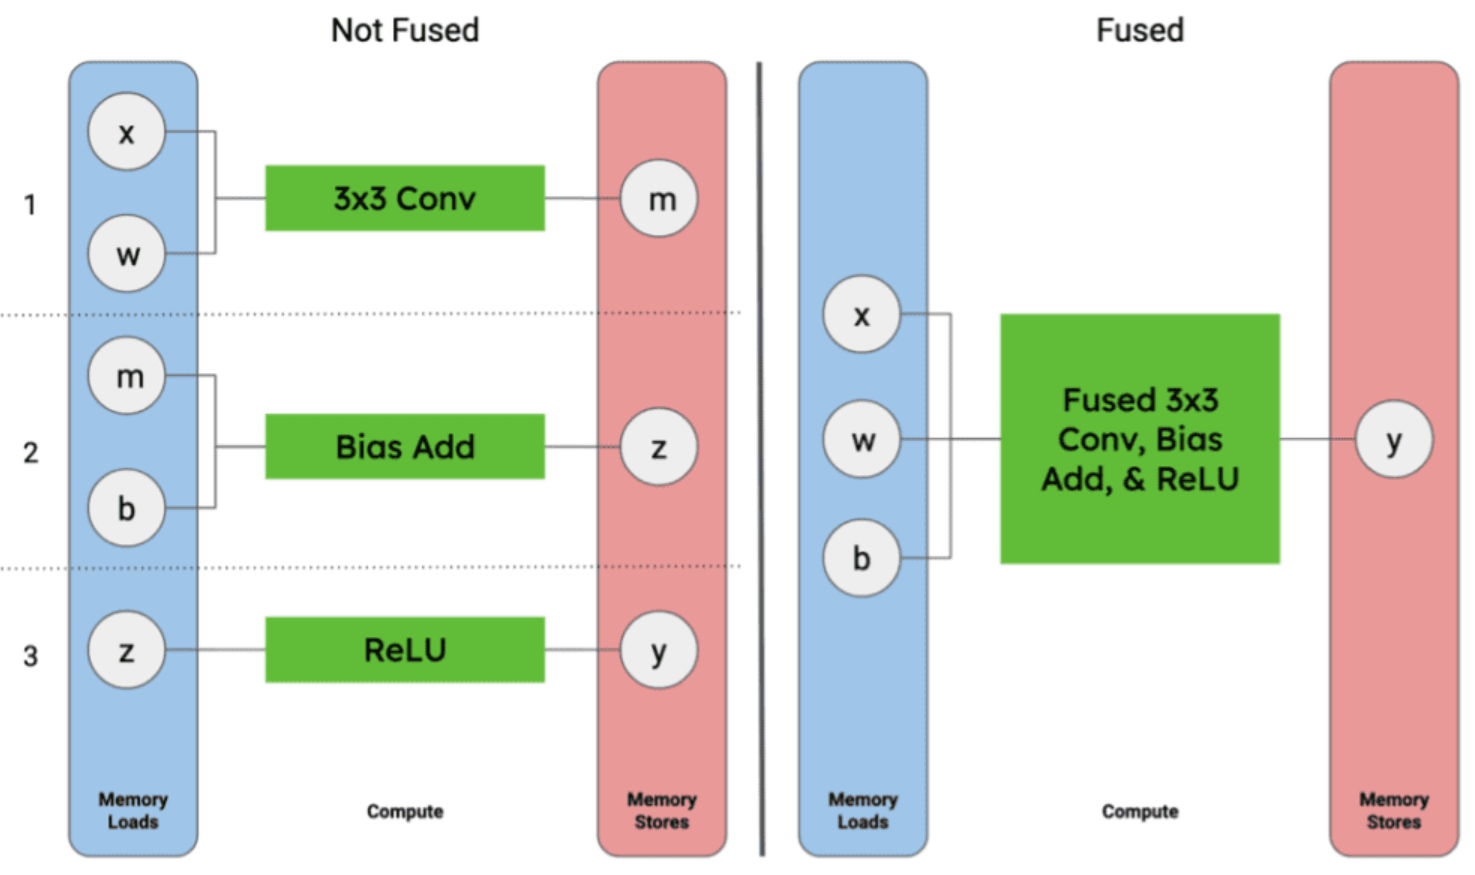 Not Fused
x
1
3x3 Conv
m
w
m
2
Bias Add
z
b
3
z
ReLU
y
Memory
Loads
Compute
Memory
Stores
Fused
x
w
b
Fused 3x3
Conv, Bias
Add, & ReLU
y
Memory
Loads
Compute
Memory
Stores